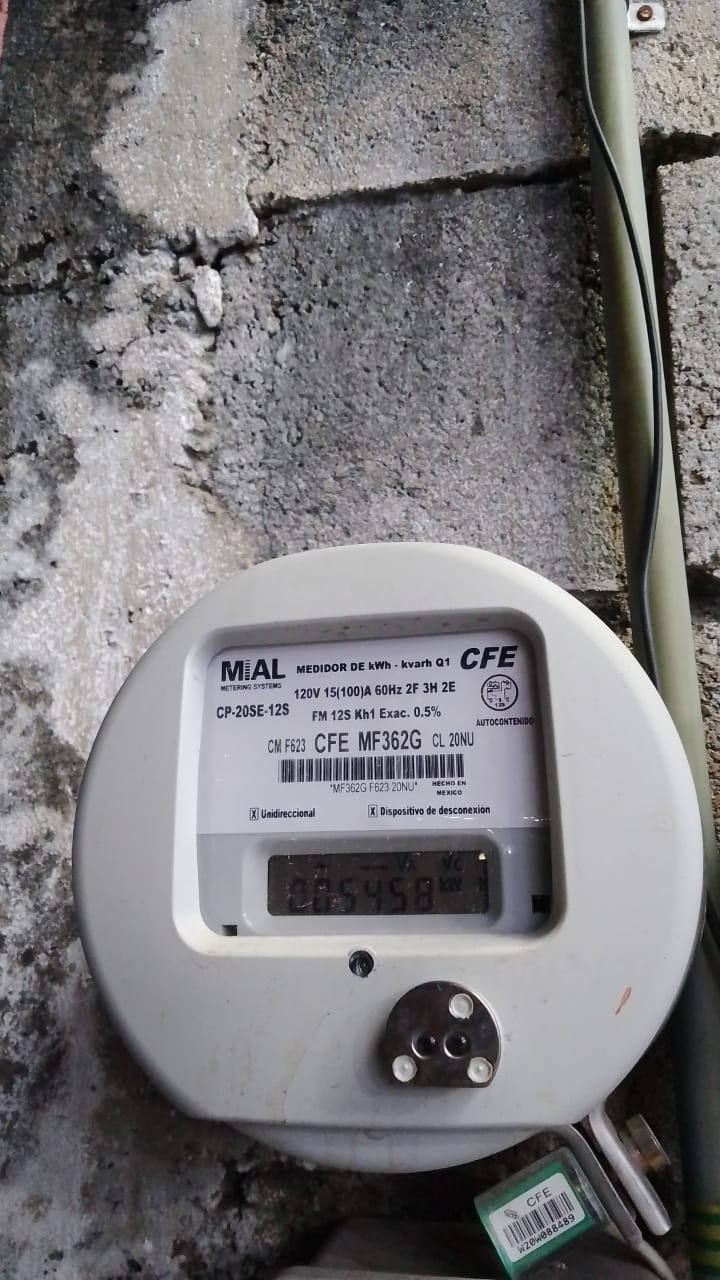 MIAL
METERING SYSTEMS
MEDIDOR DE kWh - kvarh Q1
CFE
120V 15(100)A 60Hz 2F 3H 2E
CP-20SE-12S
FM 12S Kh1 Exac. 0.5%
AUTOCONTENIDO
CM F623 CFE MF362G CL 20NU
*MF362G F623 20NU*
HECHO EN
MEXICO
X Unidireccional
X Dispositivo de desconexión
VA VC
005458 kW
CFE
W20W088489